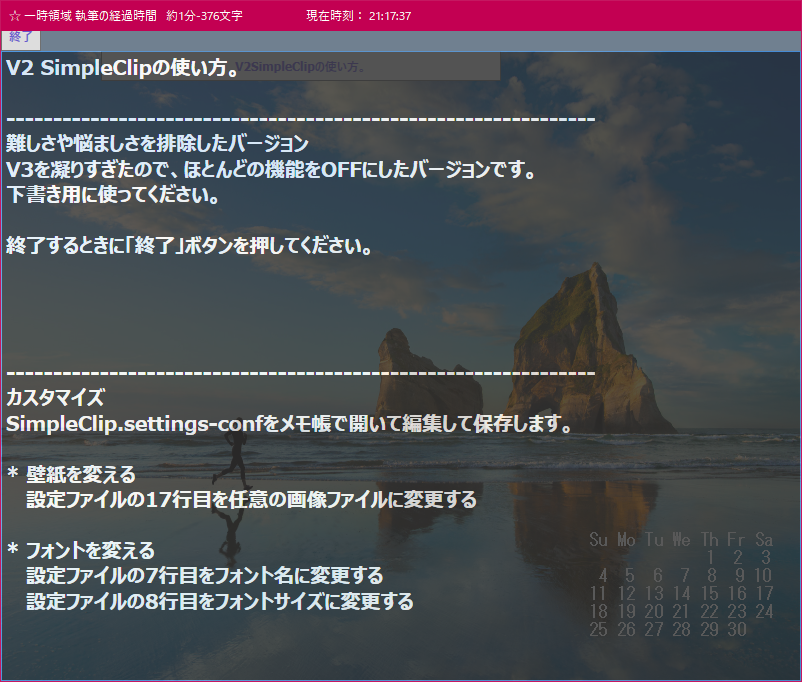 ☆ 一時領域 執筆の経過時間 約1分-376文字 現在時刻： 21:17:37
終了
V2 SimpleClipの使い方。
V2SimpleClipの使い方。
---------------------------------------------------------------
難しさや悩ましさを排除したバージョン
V3を凝りすぎたので、ほとんどの機能をOFFにしたバージョンです。
下書き用に使ってください。
終了するときに「終了」ボタンを押してください。
---------------------------------------------------------------
カスタマイズ
SimpleClip.settings-confをメモ帳で開いて編集して保存します。
* 壁紙を変える
設定ファイルの17行目を任意の画像ファイルに変更する
* フォントを変える
設定ファイルの7行目をフォント名に変更する
設定ファイルの8行目をフォントサイズに変更する
Su Mo Tu We Th Fr Sa
1 2 3
4 5 6 7 8 9 10
11 12 13 14 15 16 17
18 19 20 21 22 23 24
25 26 27 28 29 30